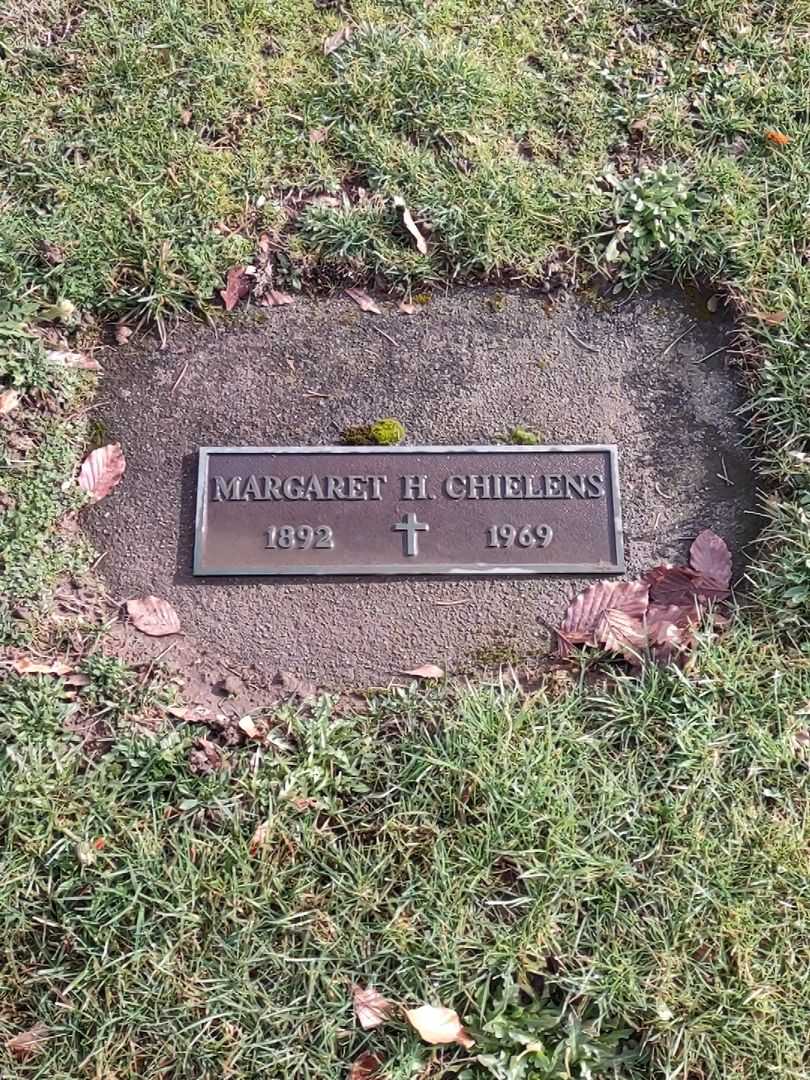 MARGARET H. CHIELENS
1892 1969